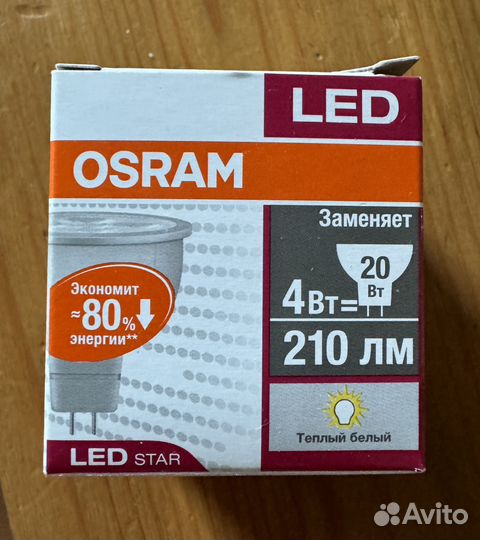 LED
OSRAM
Заменяет
20
Вт
4Вт=
210 лм
Экономит
≈80%
энергии**
Теплый белый
LED STAR
Avito